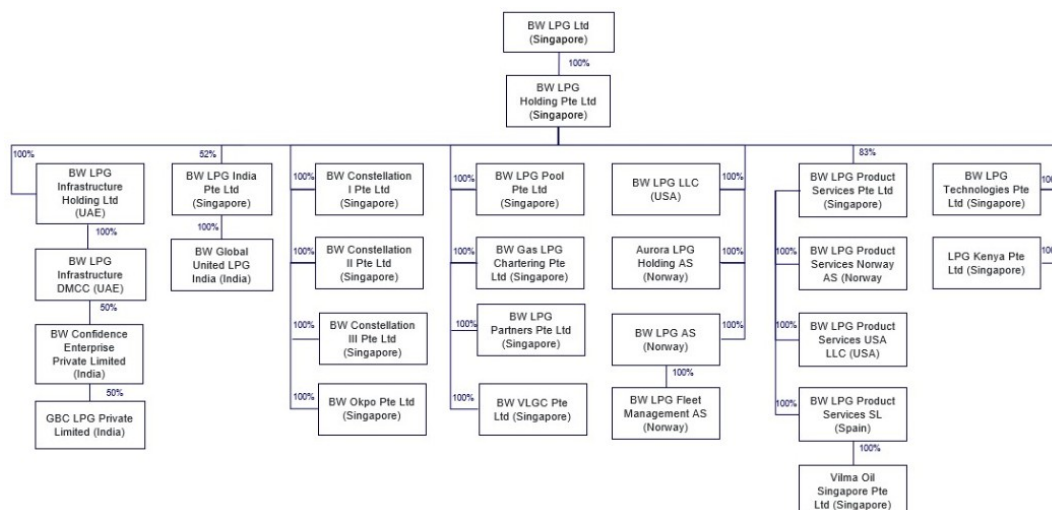 BW LPG Ltd
(Singapore)
100%
BW LPG
Holding Pte Ltd
(Singapore)
100%
BW LPG
Infrastructure
Holding Ltd
(UAE)
100%
BW LPG
Infrastructure
DMCC (UAE)
50%
BW Confidence
Enterprise
Private Limited
(India)
50%
GBC LPG Private
Limited (India)
52%
BW LPG India
Pte Ltd
(Singapore)
100%
BW Global
United LPG
India (India)
100%
BW Constellation
I Pte Ltd
(Singapore)
100%
BW Constellation
II Pte Ltd
(Singapore)
100%
BW Constellation
III Pte Ltd
(Singapore)
100%
BW Okpo Pte Ltd
(Singapore)
100%
BW LPG Pool
Pte Ltd
(Singapore)
100%
BW Gas LPG
Chartering Pte
Ltd (Singapore)
100%
BW LPG
Partners Pte Ltd
(Singapore)
100%
BW VLGC Pte
Ltd (Singapore)
100%
BW LPG LLC
(USA)
100%
Aurora LPG
Holding AS
(Norway)
100%
BW LPG AS
(Norway)
100%
BW LPG Fleet
Management AS
(Norway)
83%
BW LPG Product
Services Pte Ltd
(Singapore)
100%
BW LPG Product
Services Norway
AS (Norway
100%
BW LPG Product
Services USA
LLC (USA)
100%
BW LPG Product
Services SL
(Spain)
100%
Vilma Oil
Singapore Pte
Ltd (Singapore)
BW LPG
Technologies Pte
Ltd (Singapore)
LPG Kenya Pte
Ltd (Singapore)